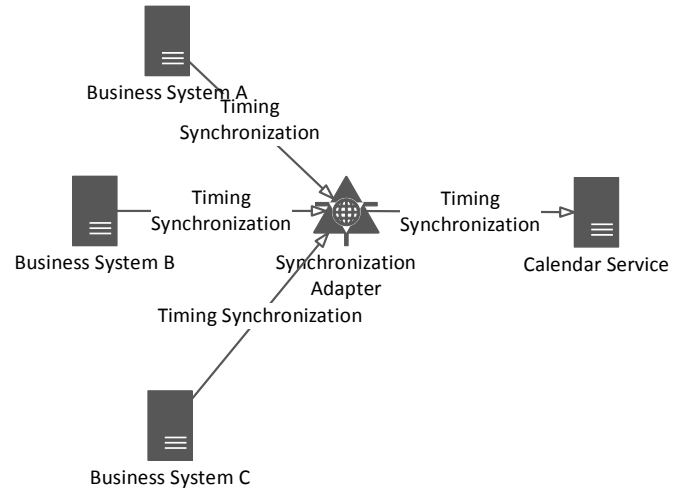 Business System A
Timing
Synchronization
Timing
Synchronization
Timing
Synchronization
Business System B
Synchronization
Adapter
Calendar Service
Timing Synchronization
Business System C